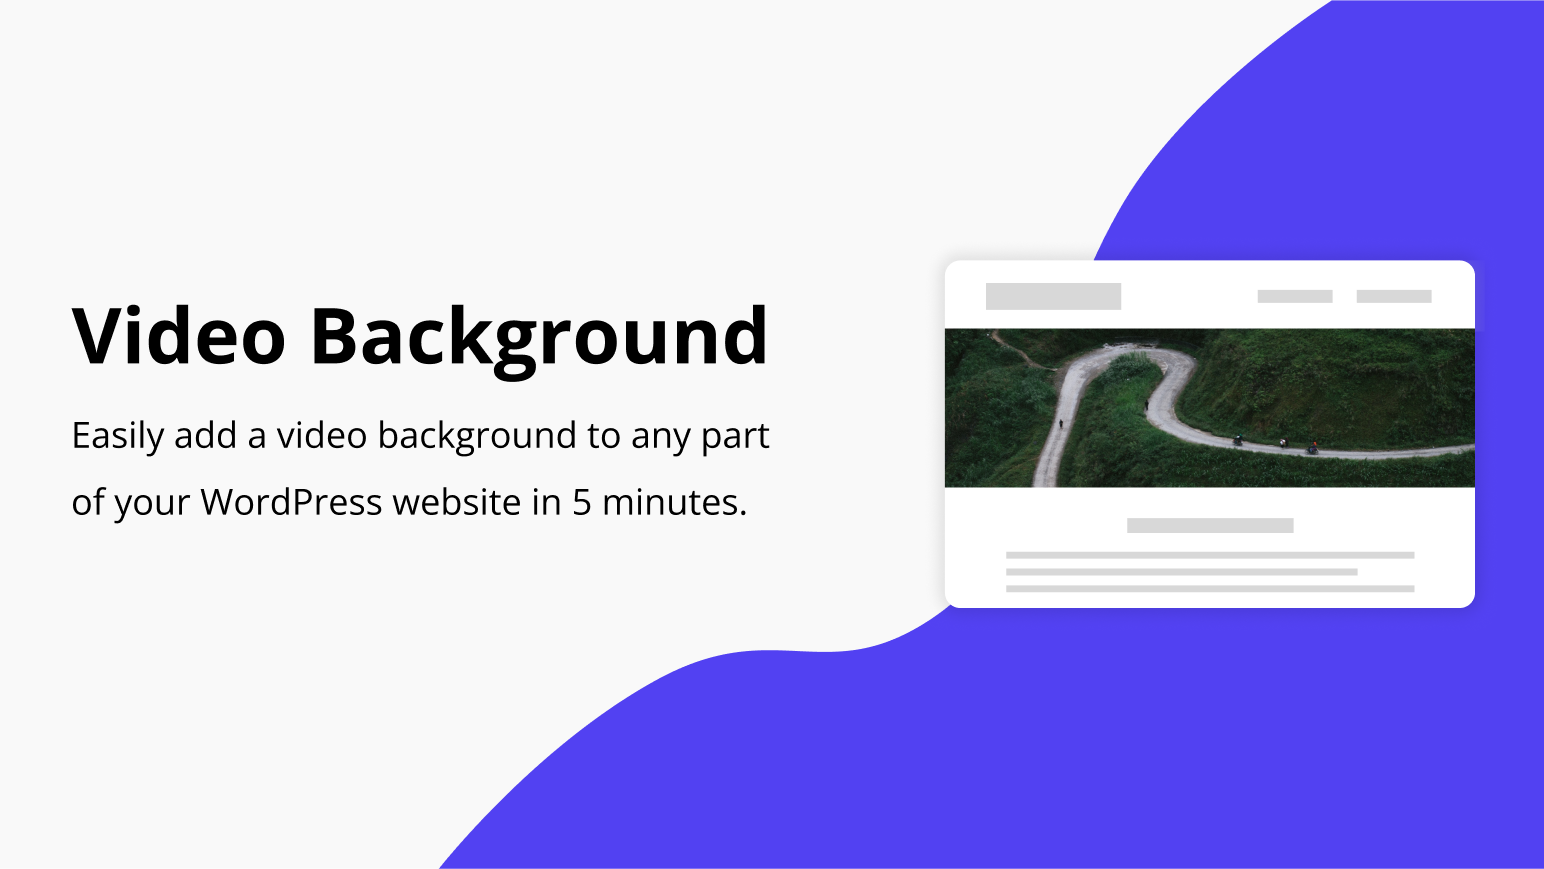 Video Background
Easily add a video background to any part
of your WordPress website in 5 minutes.